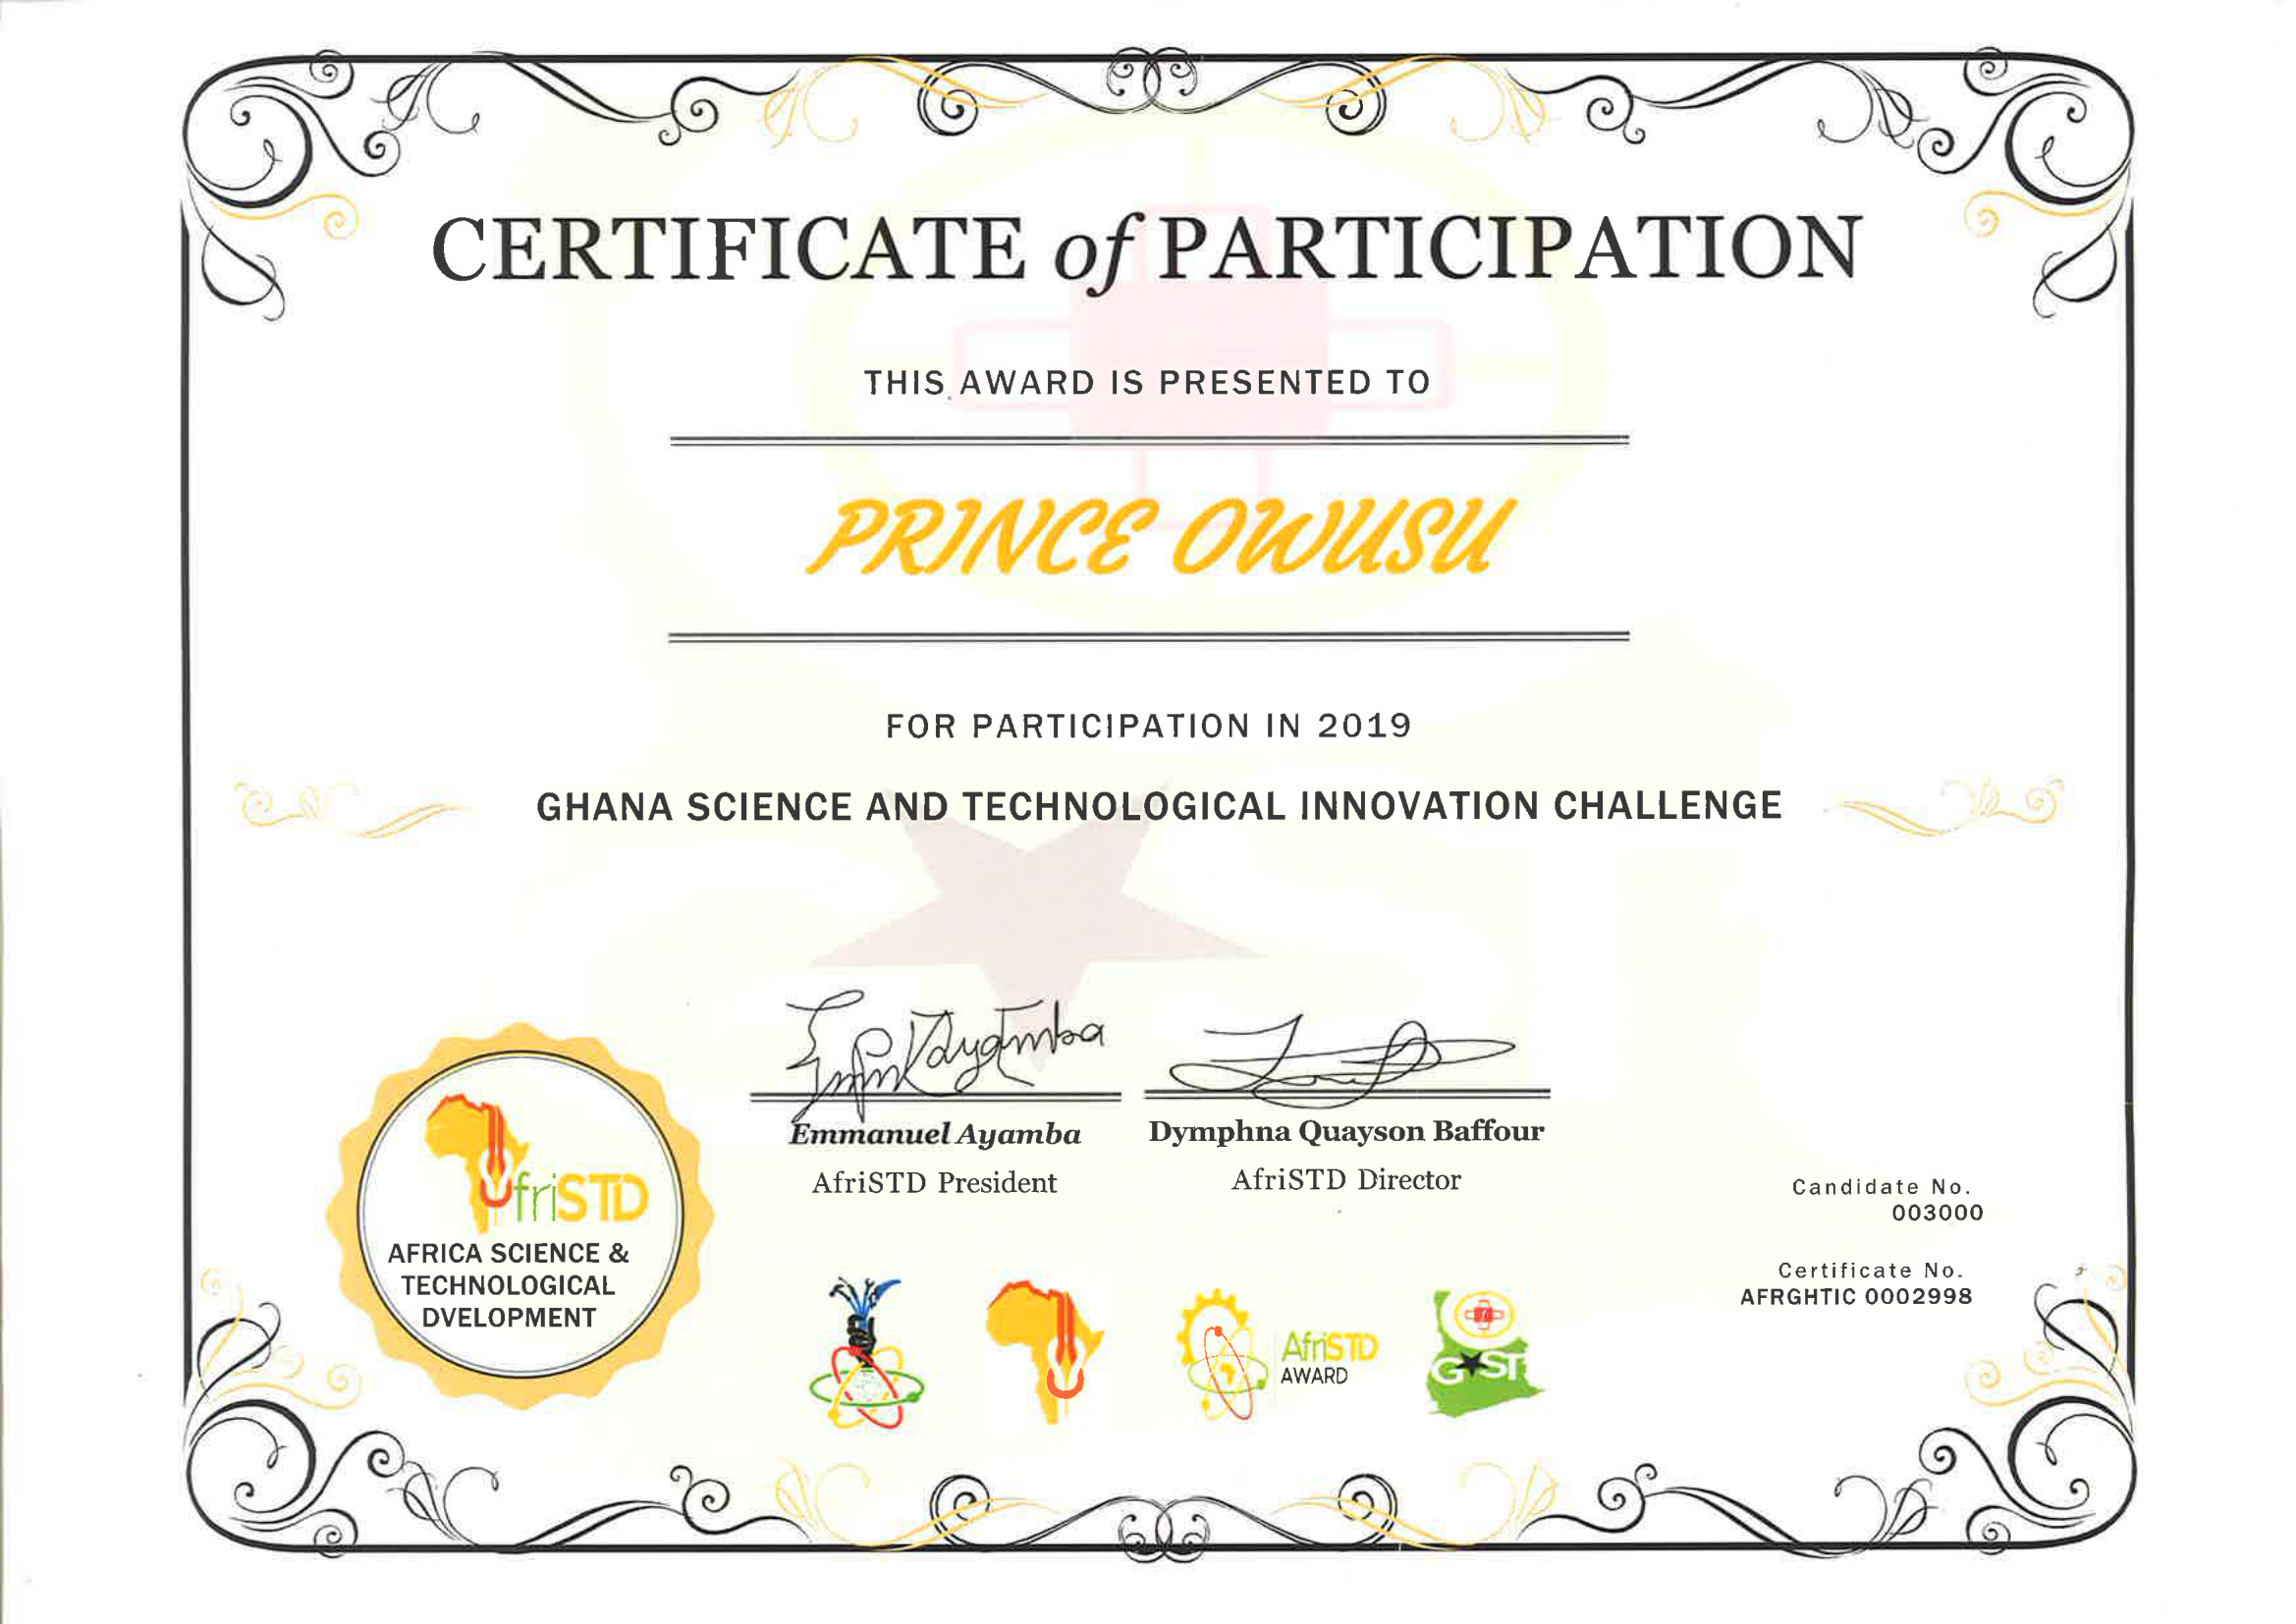 CERTIFICATE of PARTICIPATION
THIS AWARD IS PRESENTED TO
PRINCE OWUSU
FOR PARTICIPATION IN 2019
GHANA SCIENCE AND TECHNOLOGICAL INNOVATION CHALLENGE
Emmanuel Ayamba
AfriSTD President
Dymphna Quayson Baffour
AfriSTD Director
friSTD
AFRICA SCIENCE &
TECHNOLOGICAL
DVELOPMENT
Candidate No.
003000
Certificate No.
AFRGHTIC 0002998
AfriSTD
AWARD
G★STI